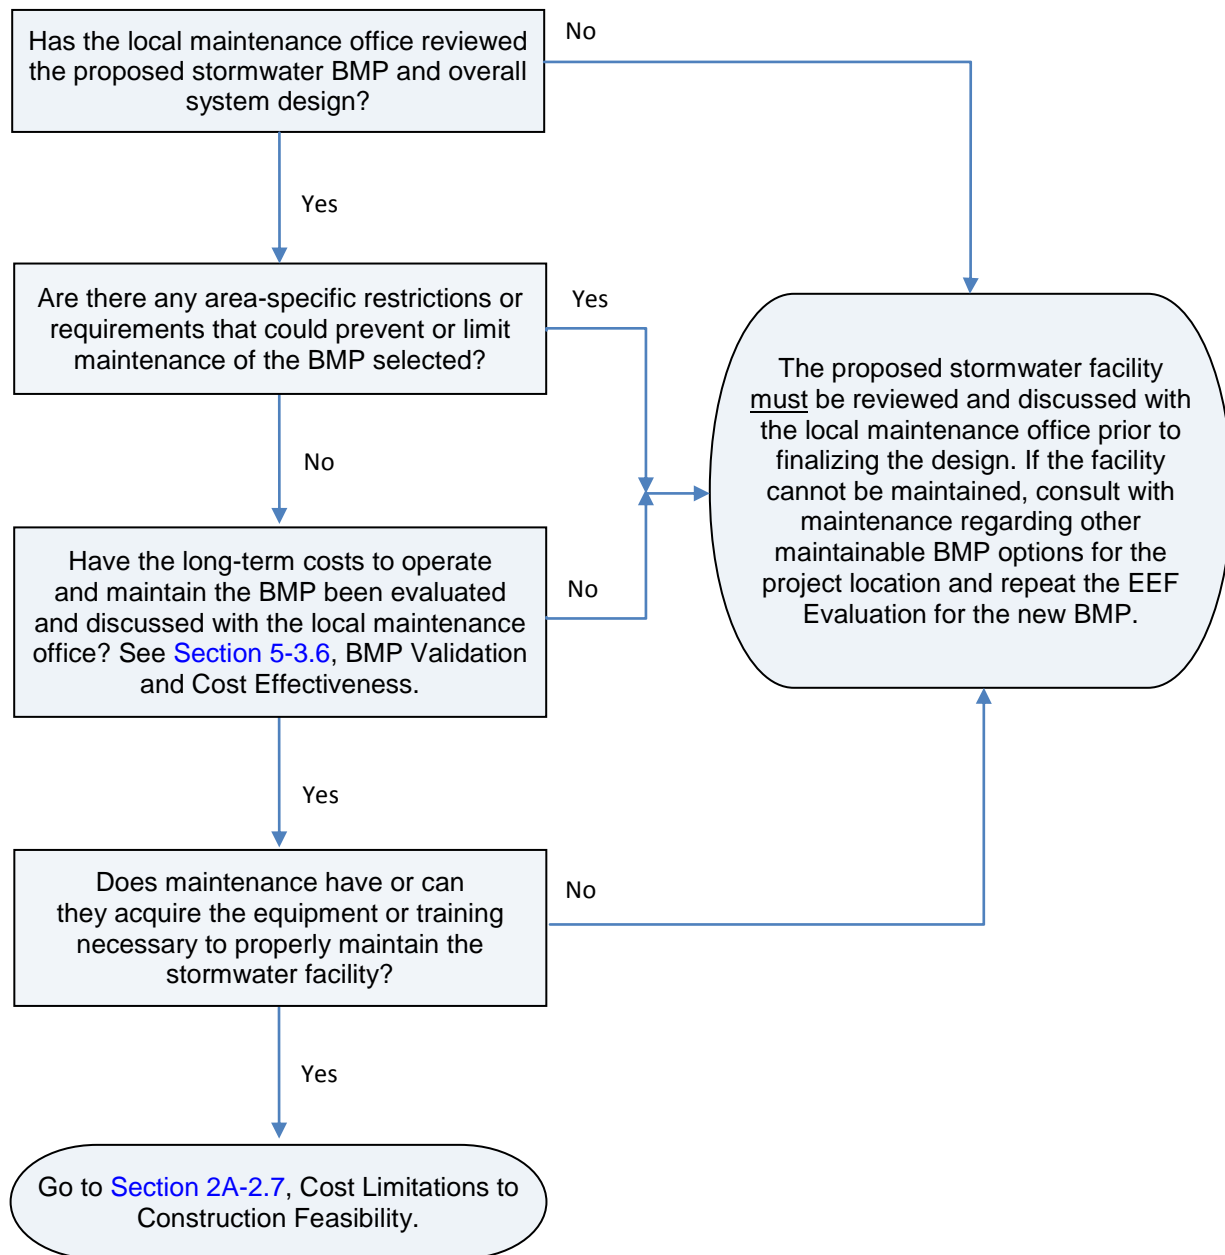 Has the local maintenance office reviewed
the proposed stormwater BMP and overall
system design?
No
Yes
Are there any area-specific restrictions or
requirements that could prevent or limit
maintenance of the BMP selected?
Yes
No
The proposed stormwater facility
must be reviewed and discussed with
the local maintenance office prior to
finalizing the design. If the facility
cannot be maintained, consult with
maintenance regarding other
maintainable BMP options for the
project location and repeat the EEF
Evaluation for the new BMP.
Have the long-term costs to operate
and maintain the BMP been evaluated
and discussed with the local maintenance
office? See Section 5-3.6, BMP Validation
and Cost Effectiveness.
No
Yes
Does maintenance have or can
they acquire the equipment or training
necessary to properly maintain the
stormwater facility?
No
Yes
Go to Section 2A-2.7, Cost Limitations to
Construction Feasibility.